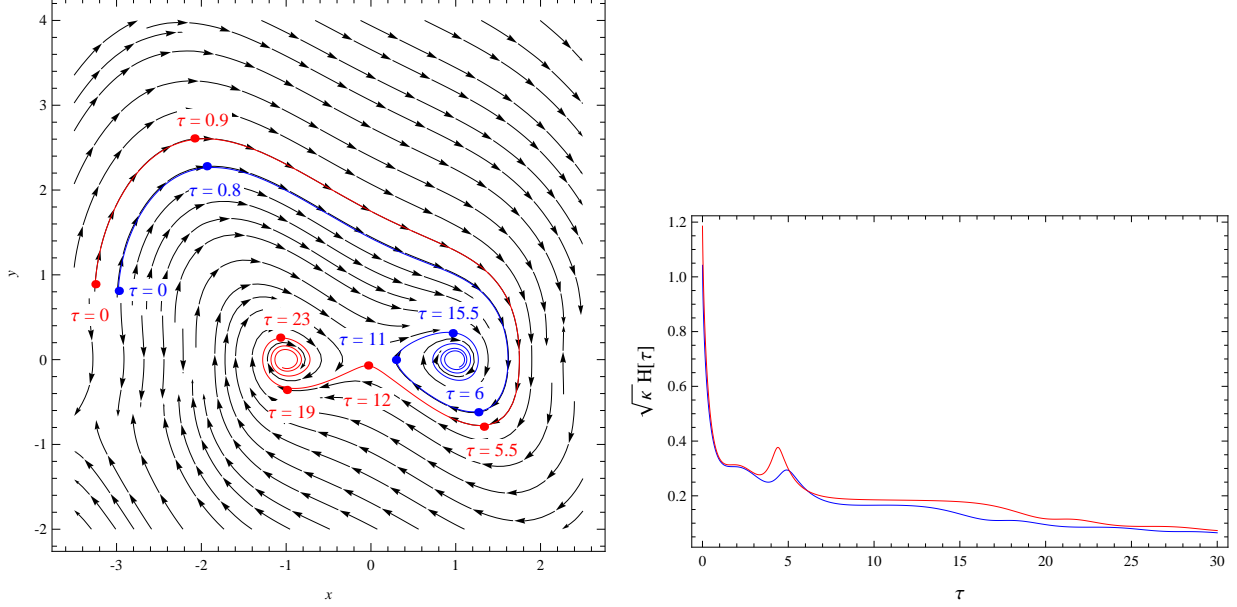 4
3
2
1
0
-1
-2
y
-3
-2
-1
0
1
2
x
τ = 0.9
τ = 0.8
τ = 0
τ = 0
τ = 23
τ = 15.5
τ = 11
τ = 6
τ = 12
τ = 19
τ = 5.5
1.2
1.0
0.8
0.6
0.4
0.2
√κ H[τ]
0
5
10
15
20
25
30
τ